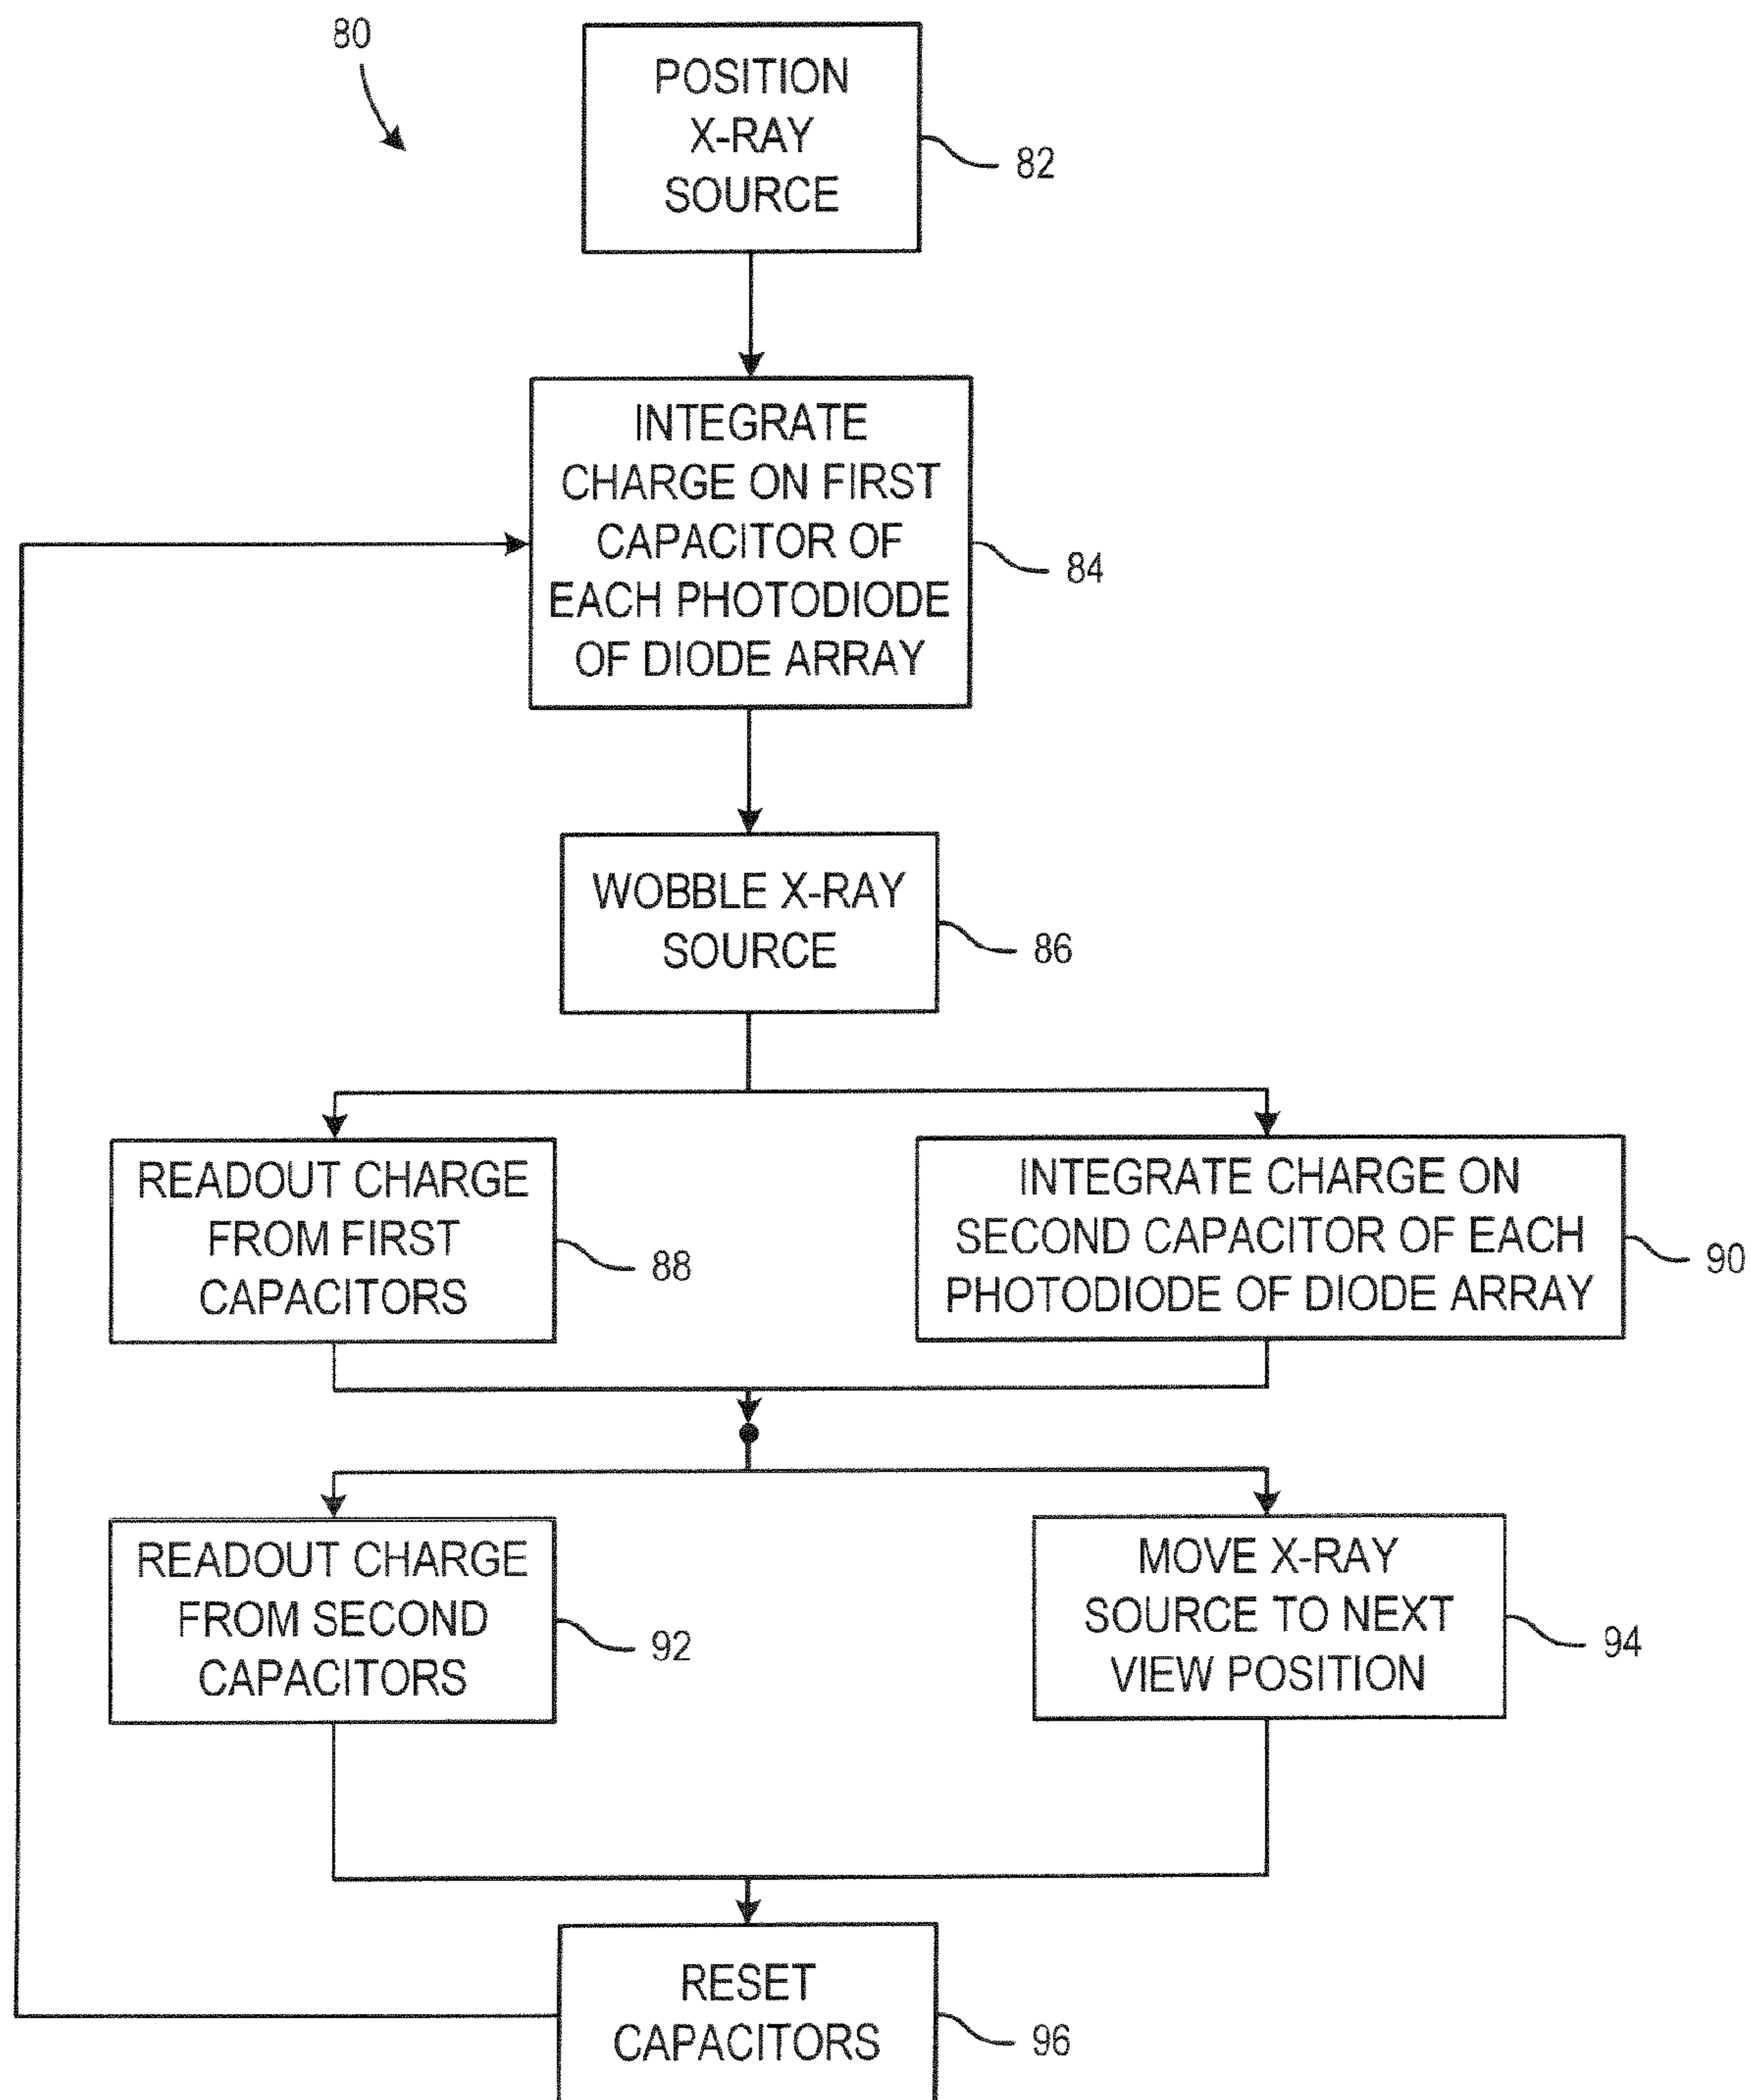 80
POSITION
X-RAY
SOURCE
82
INTEGRATE
CHARGE ON FIRST
CAPACITOR OF
EACH PHOTODIODE
OF DIODE ARRAY
84
WOBBLE X-RAY
SOURCE
86
READOUT CHARGE
FROM FIRST
CAPACITORS
88
INTEGRATE CHARGE ON
SECOND CAPACITOR OF EACH
PHOTODIODE OF DIODE ARRAY
90
READOUT CHARGE
FROM SECOND
CAPACITORS
92
MOVE X-RAY
SOURCE TO NEXT
VIEW POSITION
94
RESET
CAPACITORS
96